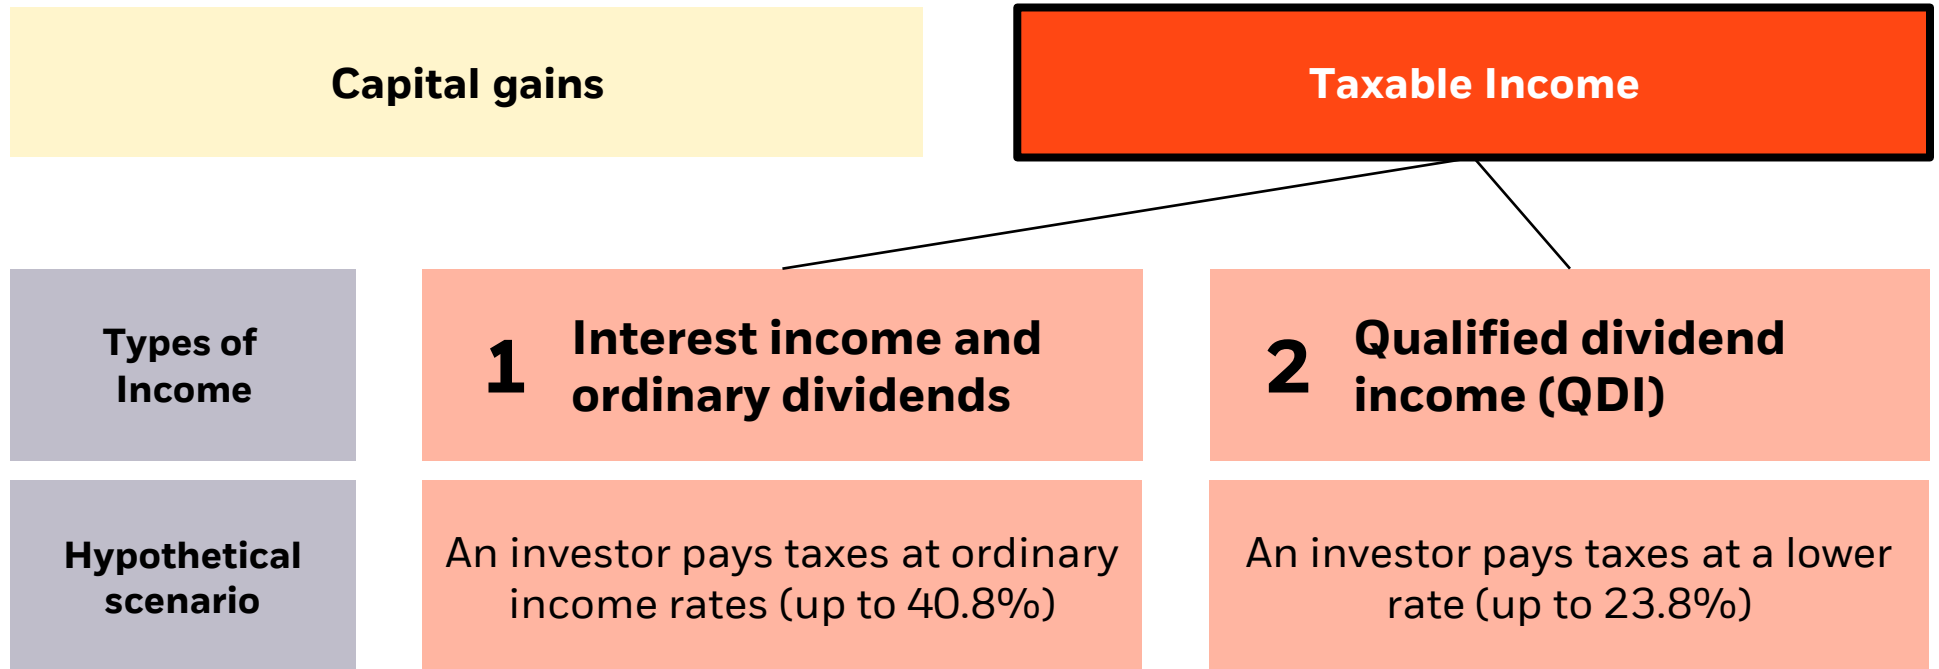 Capital gains
Taxable Income
Types of
Income
1
Interest income and
ordinary dividends
2
Qualified dividend
income (QDI)
Hypothetical
scenario
An investor pays taxes at ordinary
income rates (up to 40.8%)
An investor pays taxes at a lower
rate (up to 23.8%)